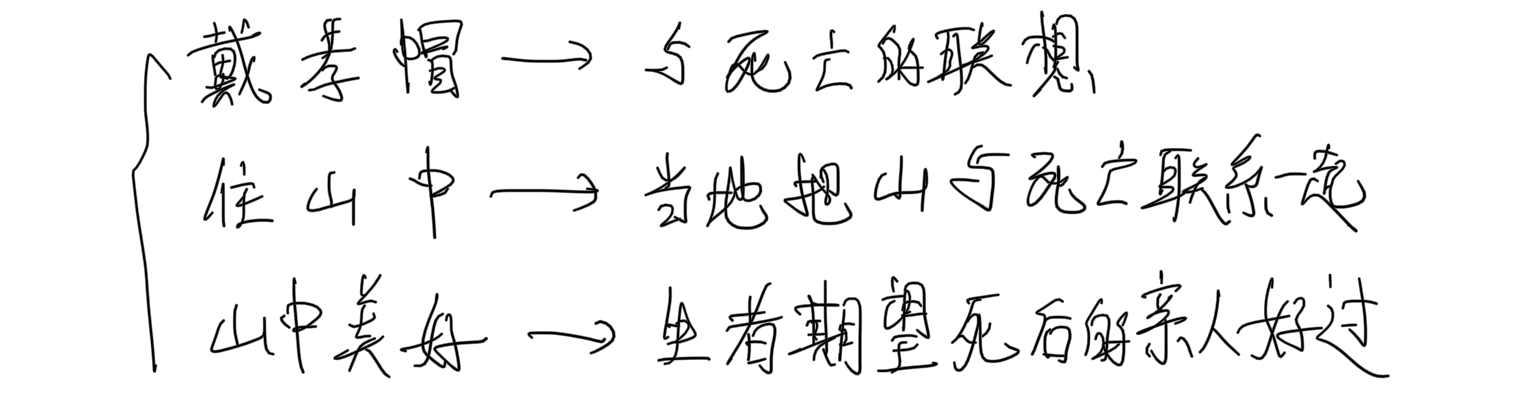 戴孝帽 → 与死亡的联想
住山中 → 当地把山与死亡联系一起
山中美好 → 生者期望死后的亲人好过